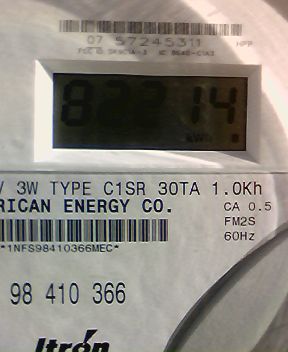 07 57245311
82214
kWh
V 3W TYPE C1SR 30TA 1.0Kh
RICAN ENERGY CO. CA 0.5
FM2S
*1NFS98410366MEC* 60Hz
98 410 366
Itrón